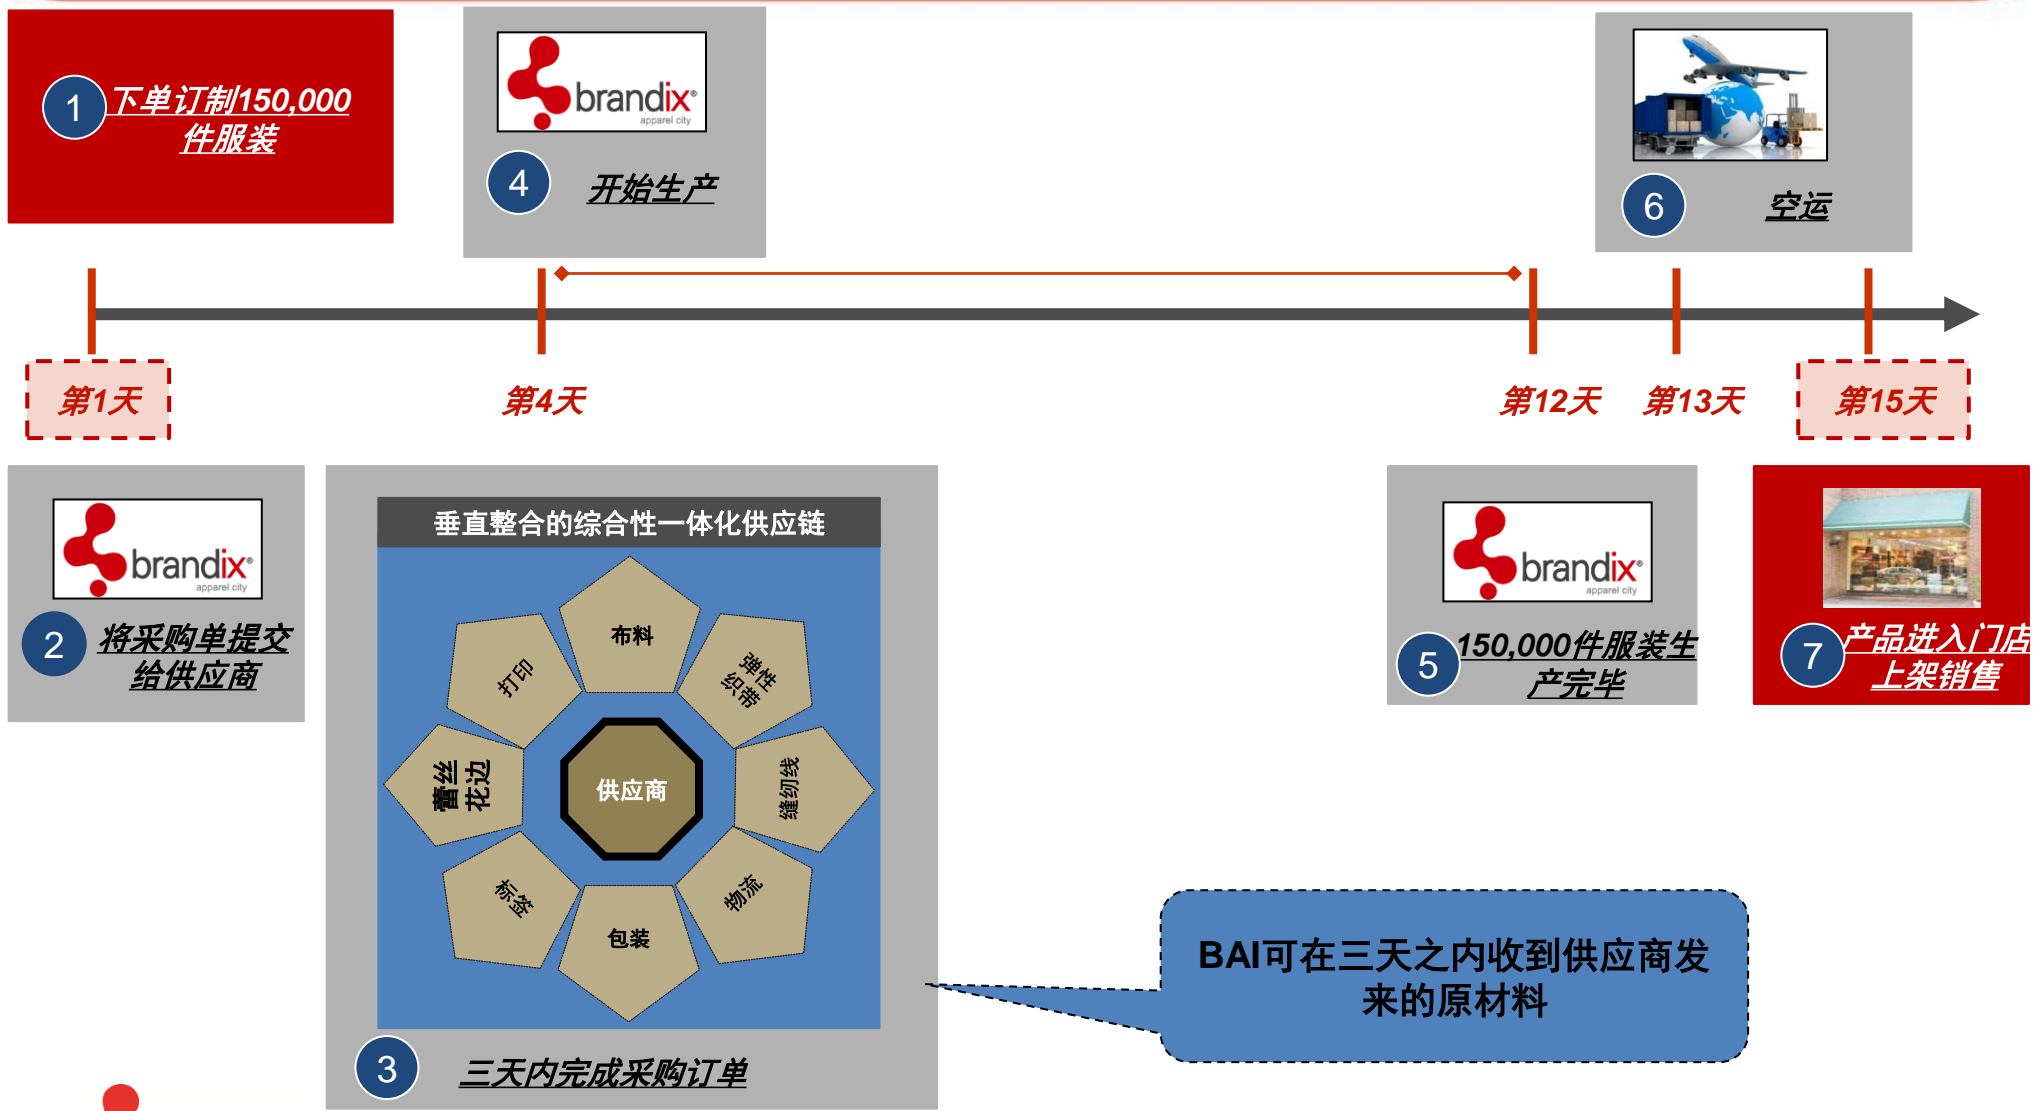 1
下单订制150,000
件服装
brandix®
apparel city
4
开始生产
6
空运
第1天
第4天
第12天
第13天
第15天
brandix®
apparel city
2
将采购单提交
给供应商
垂直整合的综合性一体化供应链
布料
弹性
织带
缝纫线
物流
包装
标签
蕾丝
花边
打印
供应商
3
三天内完成采购订单
brandix®
apparel city
5
150,000件服装生
产完毕
7
产品进入门店
上架销售
BAI可在三天之内收到供应商发
来的原材料